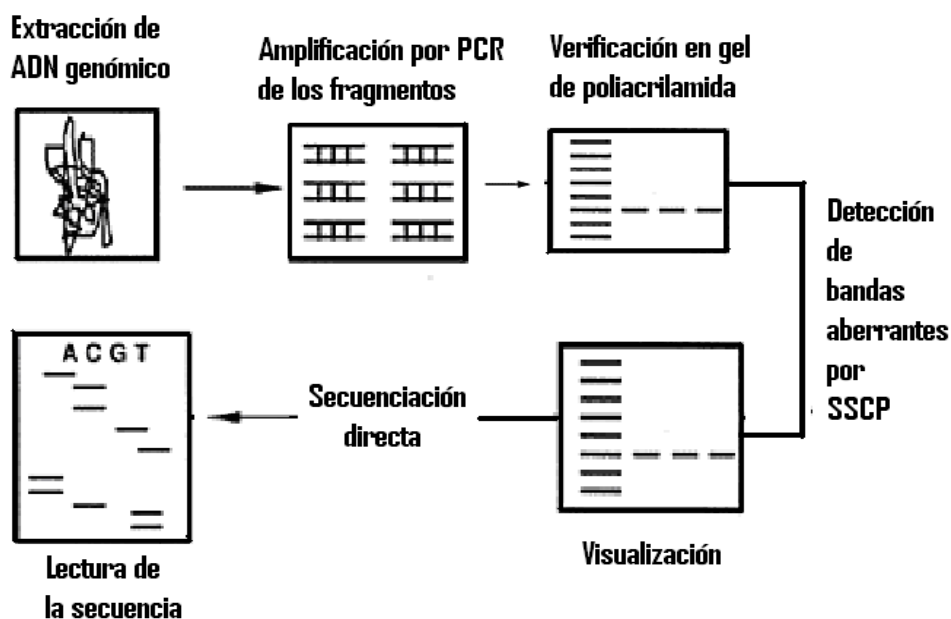 Extracción de
ADN genómico
Amplificación por PCR
de los fragmentos
Verificación en gel
de poliacrilamida
Detección
de
bandas
aberrantes
por
SSCP
Visualización
Secuenciación
directa
A C G T
Lectura de
la secuencia